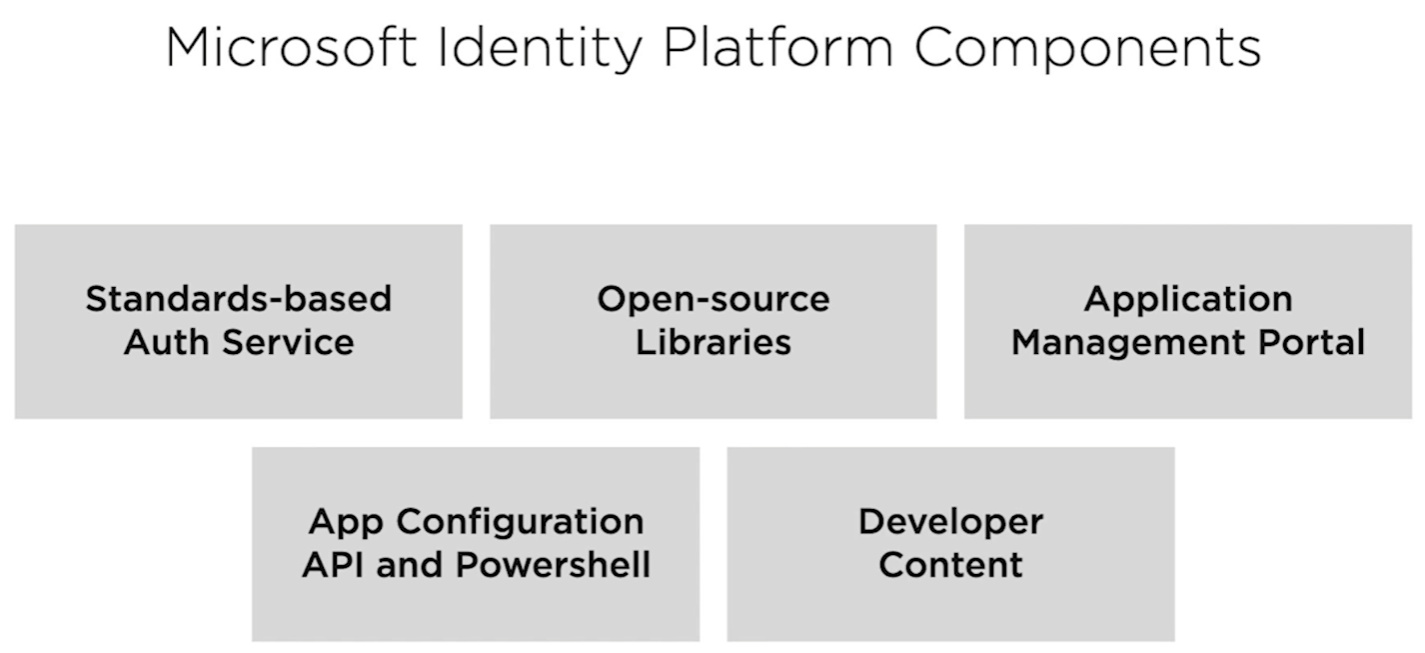 Microsoft Identity Platform Components
Standards-based
Auth Service
Open-source
Libraries
Application
Management Portal
App Configuration
API and Powershell
Developer
Content